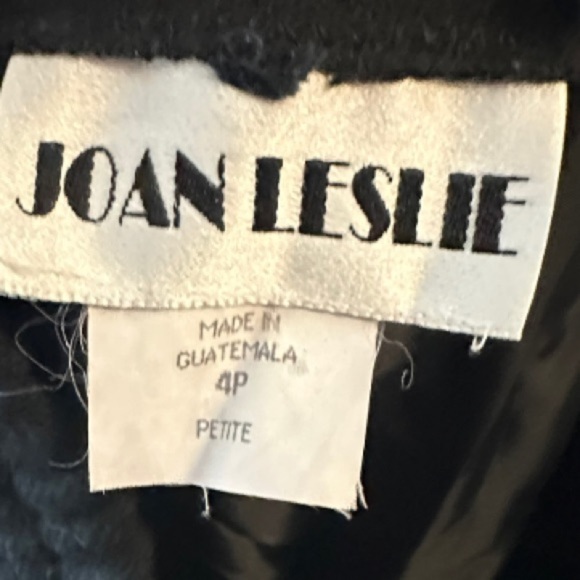 JOAN LESLIE
MADE IN
GUATEMALA
4P
PETITE